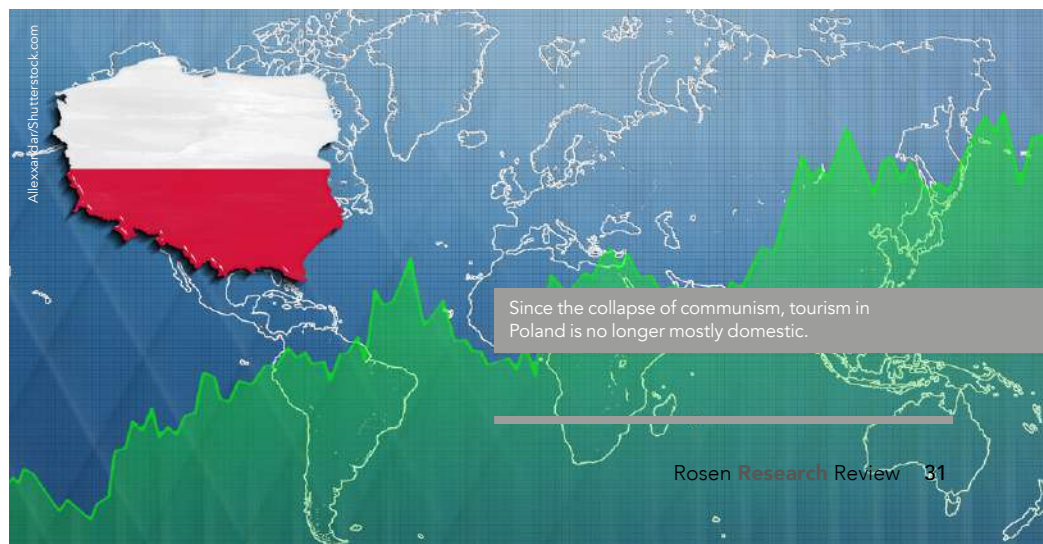 Allexxandar/Shutterstock.com
Since the collapse of communism, tourism in
Poland is no longer mostly domestic.
Rosen Research Review 31